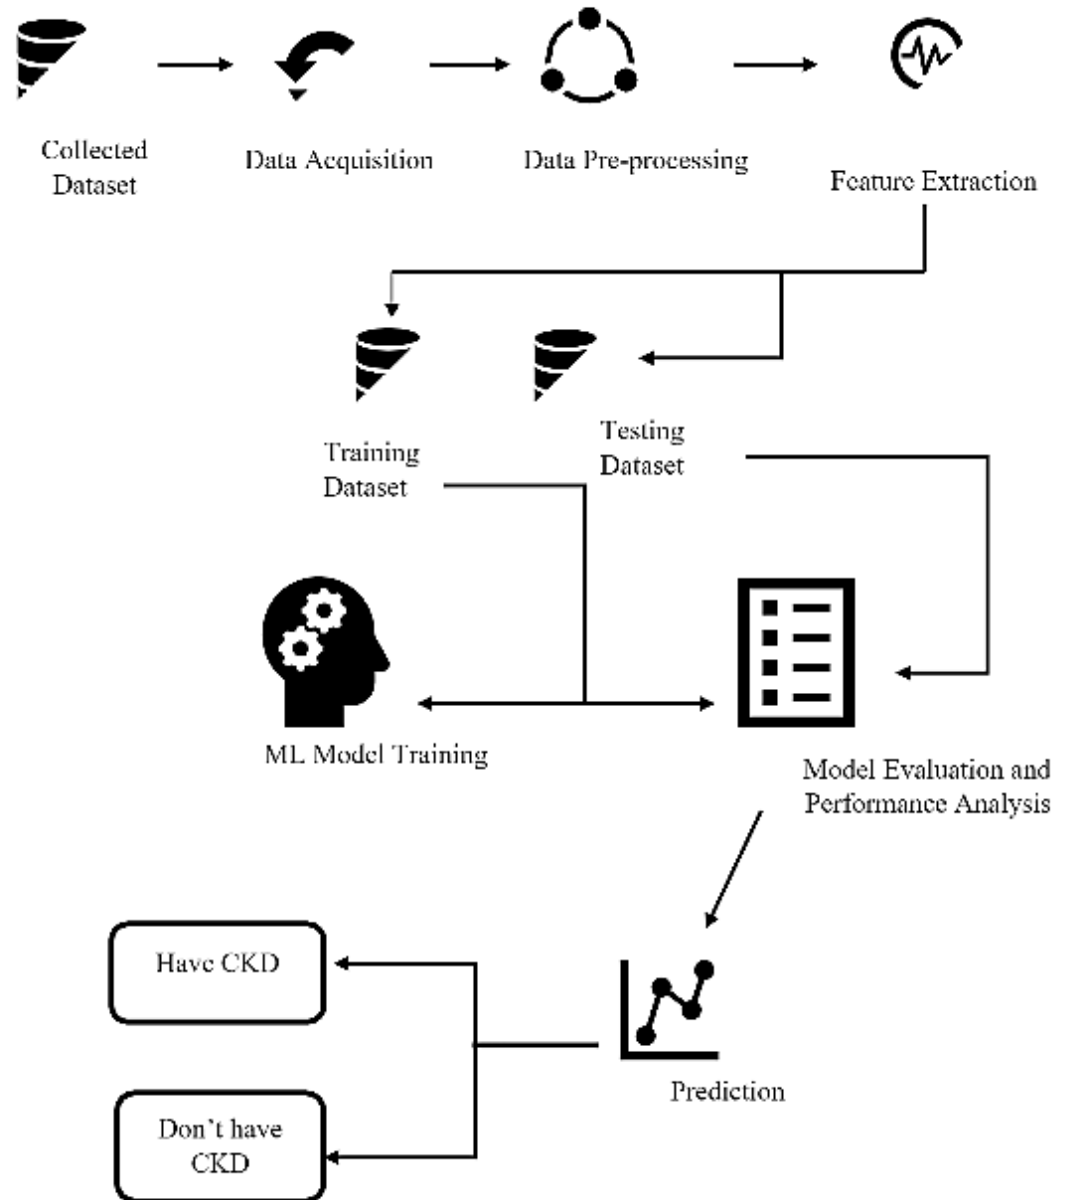 Collected
Dataset
Data Acquisition
Data Pre-processing
Feature Extraction
Training
Dataset
Testing
Dataset
ML Model Training
Model Evaluation and
Performance Analysis
Have CKD
Prediction
Don't have
CKD